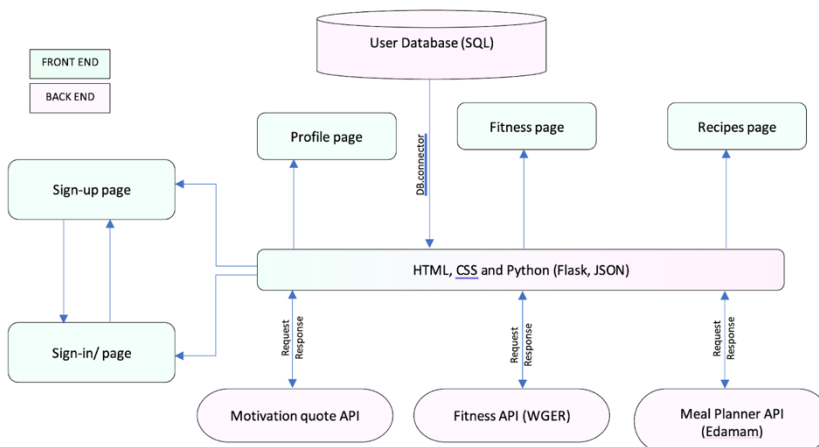 User Database (SQL)
FRONT END
BACK END
Profile page
DB.connector
Fitness page
Recipes page
Sign-up page
HTML, CSS and Python (Flask, JSON)
Sign-in/ page
Request
Response
Request
Response
Request
Response
Motivation quote API
Fitness API (WGER)
Meal Planner API
(Edamam)